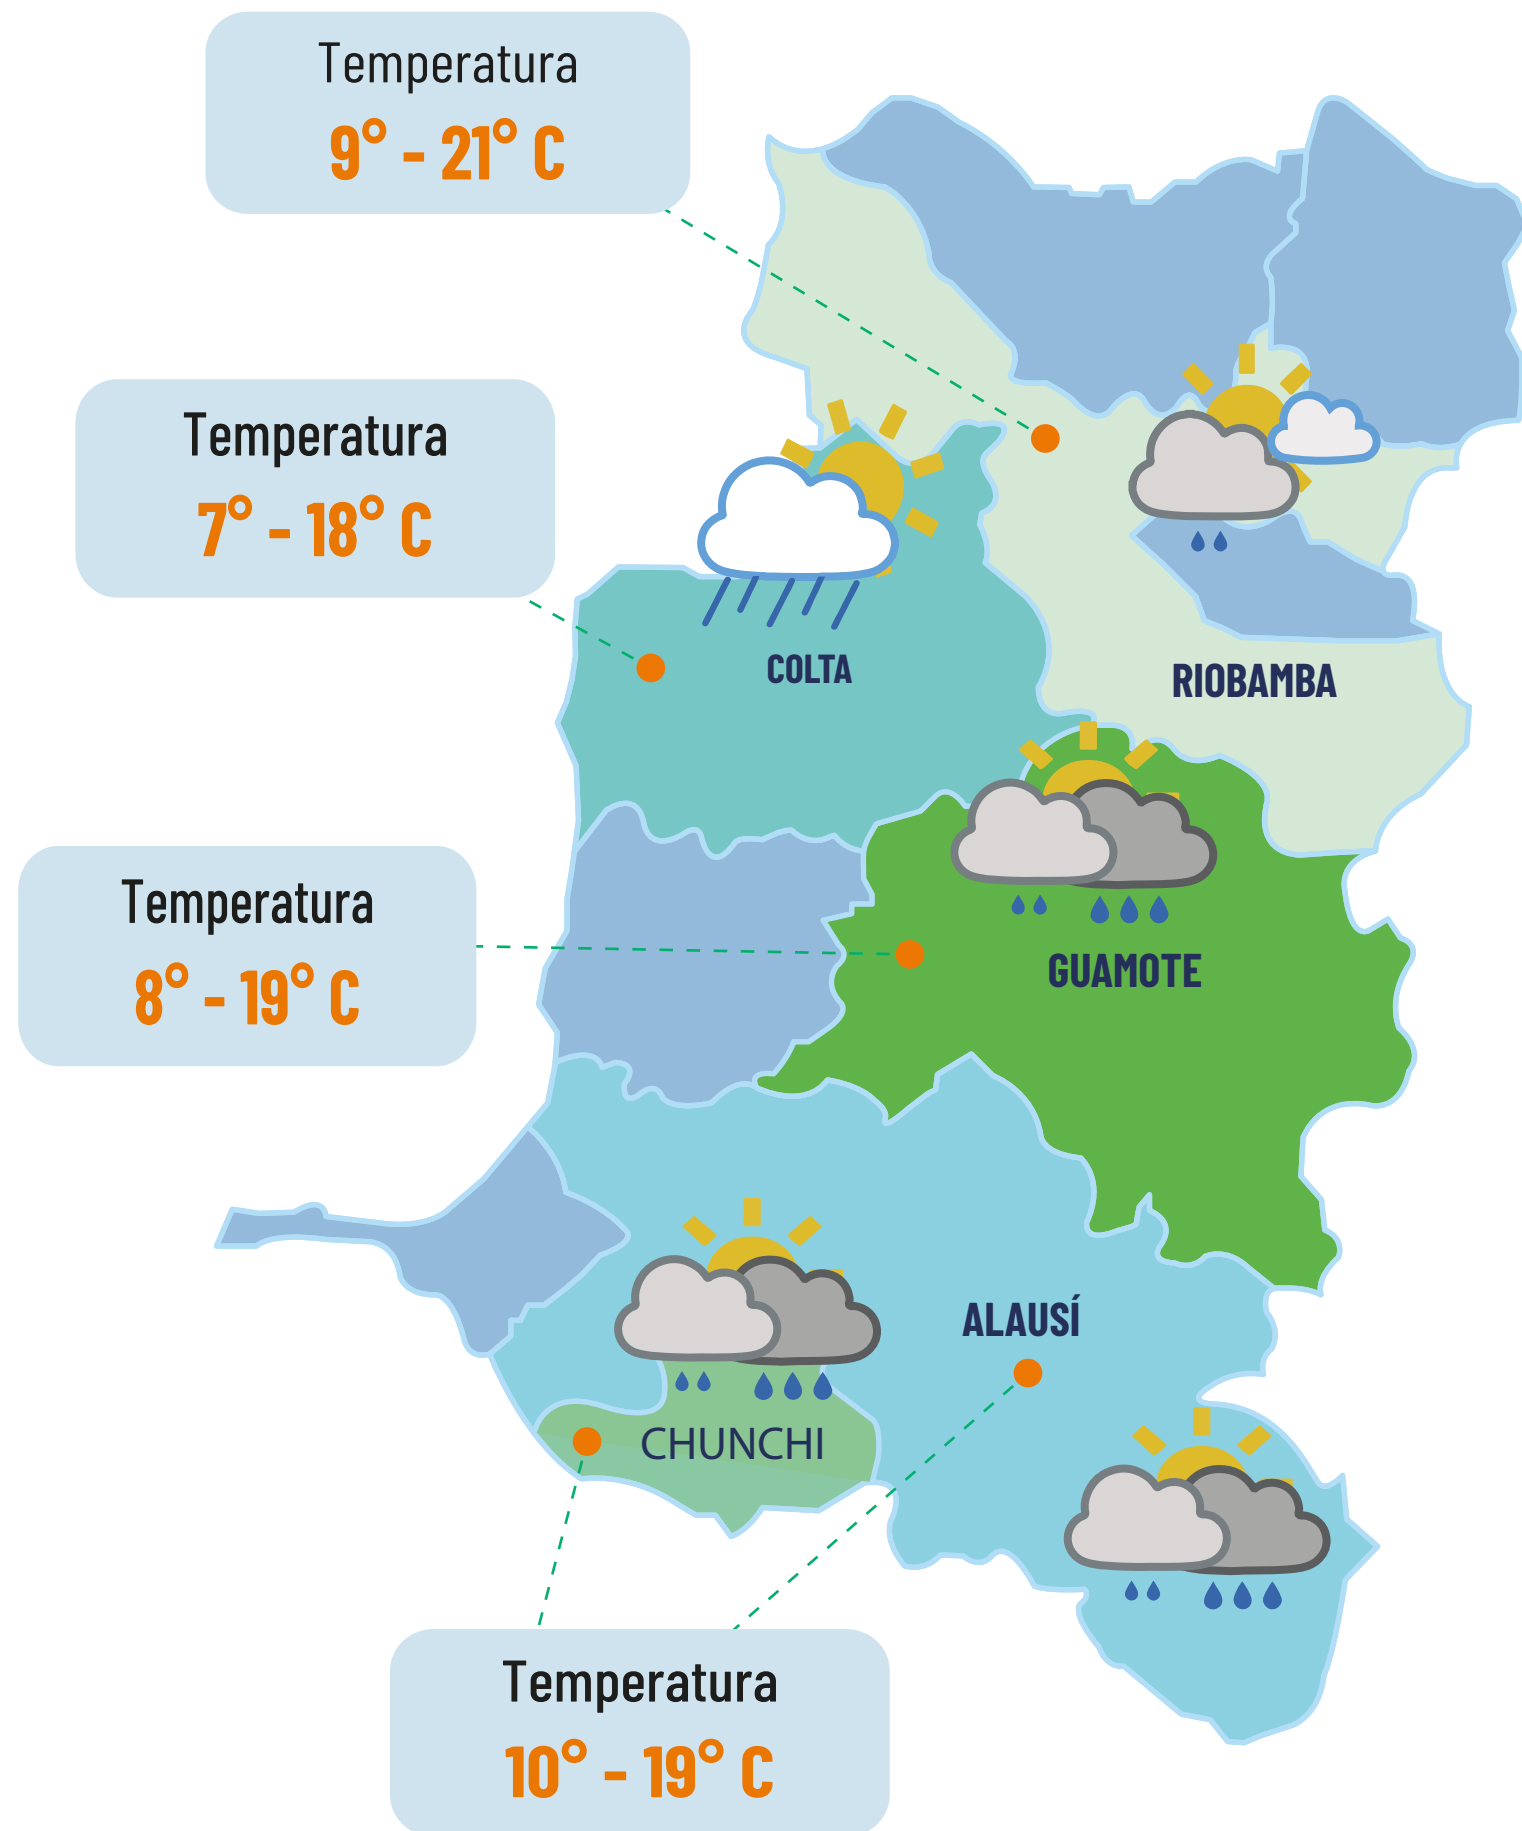 Temperatura
9° - 21° C
Temperatura
7° - 18° C
COLTA
RIOBAMBA
Temperatura
8° - 19° C
GUAMOTE
ALAUSÍ
CHUNCHI
Temperatura
10° - 19° C